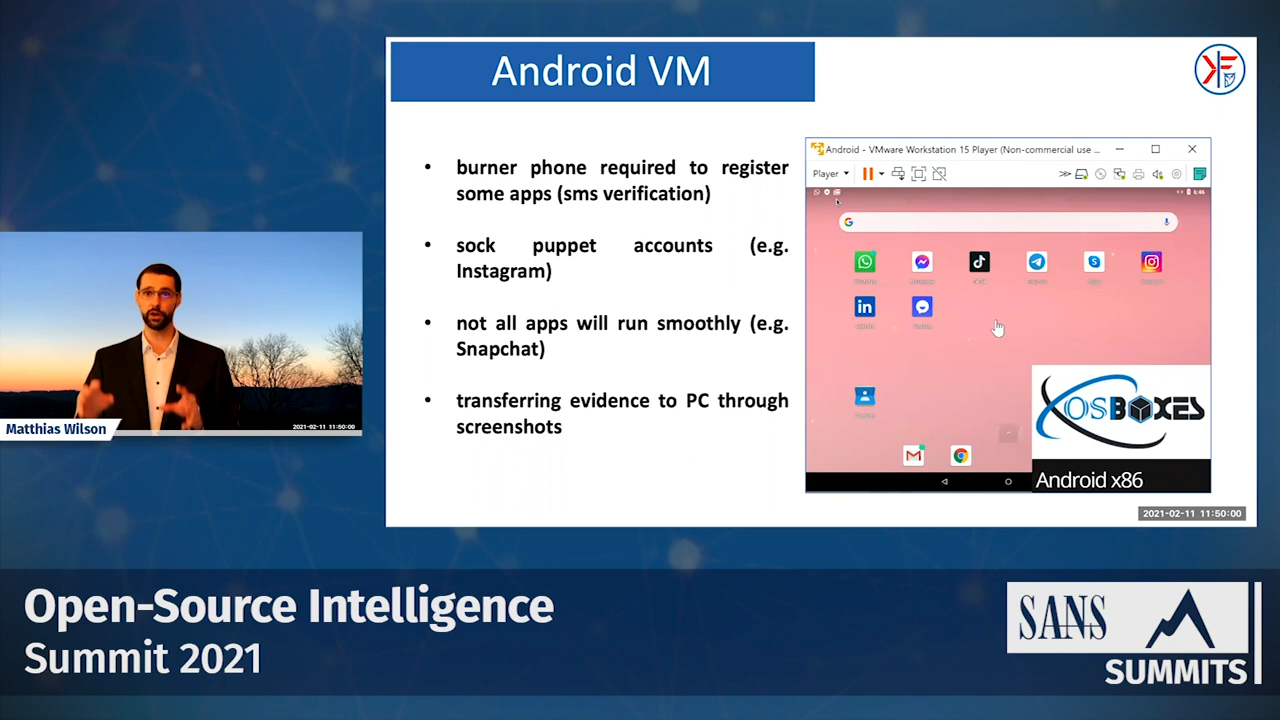 Android VM
• burner phone required to register
some apps (sms verification)
• sock puppet accounts (e.g.
Instagram)
• not all apps will run smoothly (e.g.
Snapchat)
• transferring evidence to PC through
screenshots
Android - VMware Workstation 15 Player (Non-commercial use ...
Player
6:46
OSBOXES
Android x86
2021-02-11 11:50:00
Matthias Wilson
2021-02-11 11:50:00
Open-Source Intelligence
Summit 2021
SANS
SUMMITS